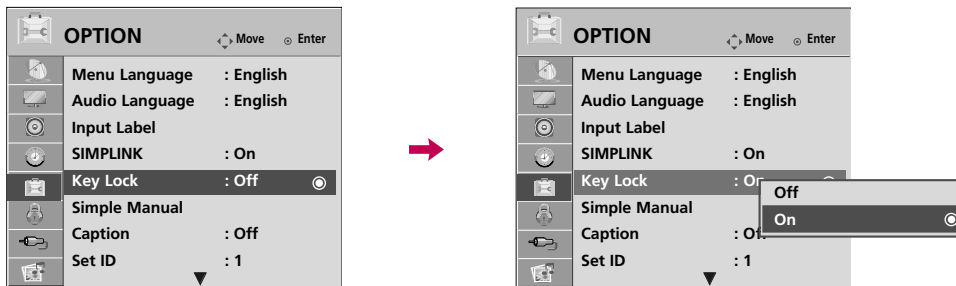 OPTION Move Enter
Menu Language : English
Audio Language : English
Input Label
SIMPLINK : On
Key Lock : Off
Simple Manual
Caption : Off
Set ID : 1
OPTION Move Enter
Menu Language : English
Audio Language : English
Input Label
SIMPLINK : On
Key Lock : On
Simple Manual
Caption : Off
Set ID : 1
Off
On